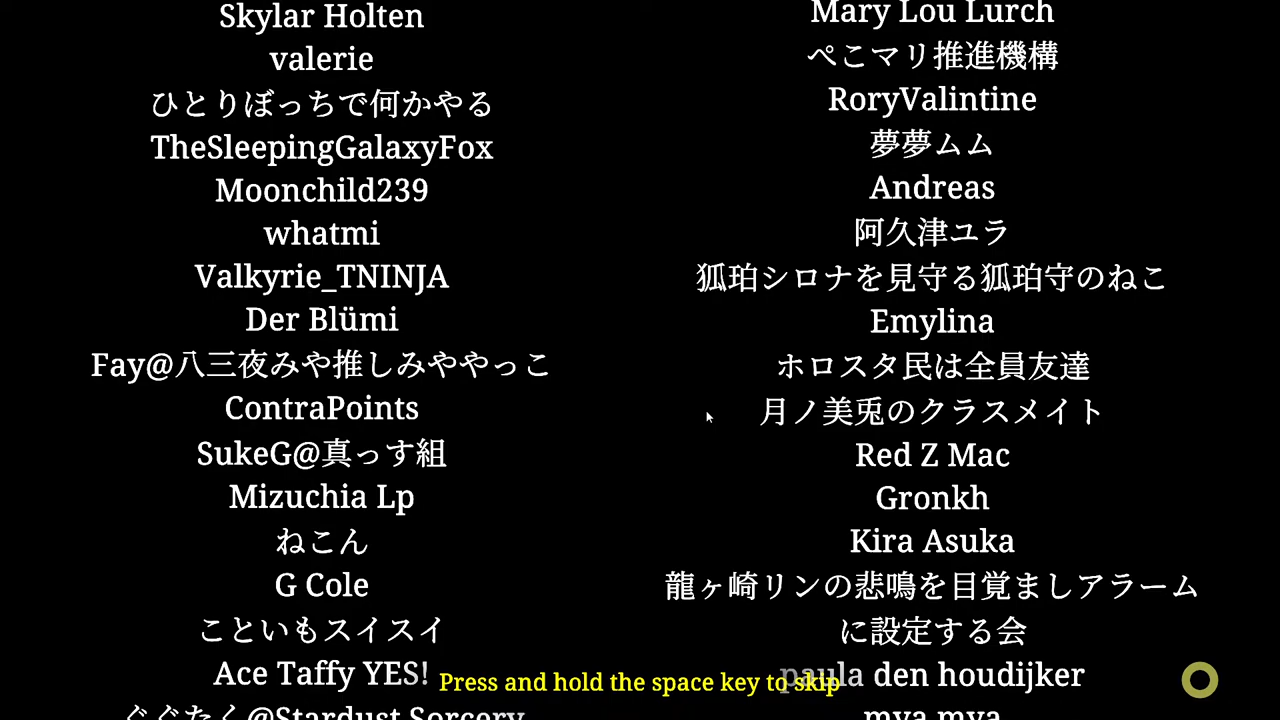 Skylar Holten
valerie
ひとりぼっちで何かやる
TheSleepingGalaxyFox
Moonchild239
whatmi
Valkyrie_TNINJA
Der Blümi
Fay@八三夜みや推しみややっこ
ContraPoints
SukeG@真っす組
Mizuchia Lp
ねこん
G Cole
こといもスイスイ
Ace Taffy YES!
ぐぐたく@Stardust Sorcery
Mary Lou Lurch
ぺこマリ推進機構
RoryValintine
夢夢ムム
Andreas
阿久津ユラ
狐珀シロナを見守る狐珀守のねこ
Emylina
ホロスタ民は全員友達
月ノ美兎のクラスメイト
Red Z Mac
Gronkh
Kira Asuka
龍ヶ崎リンの悲鳴を目覚ましアラーム
に設定する会
paula den houdijker
mya mya
Press and hold the space key to skip